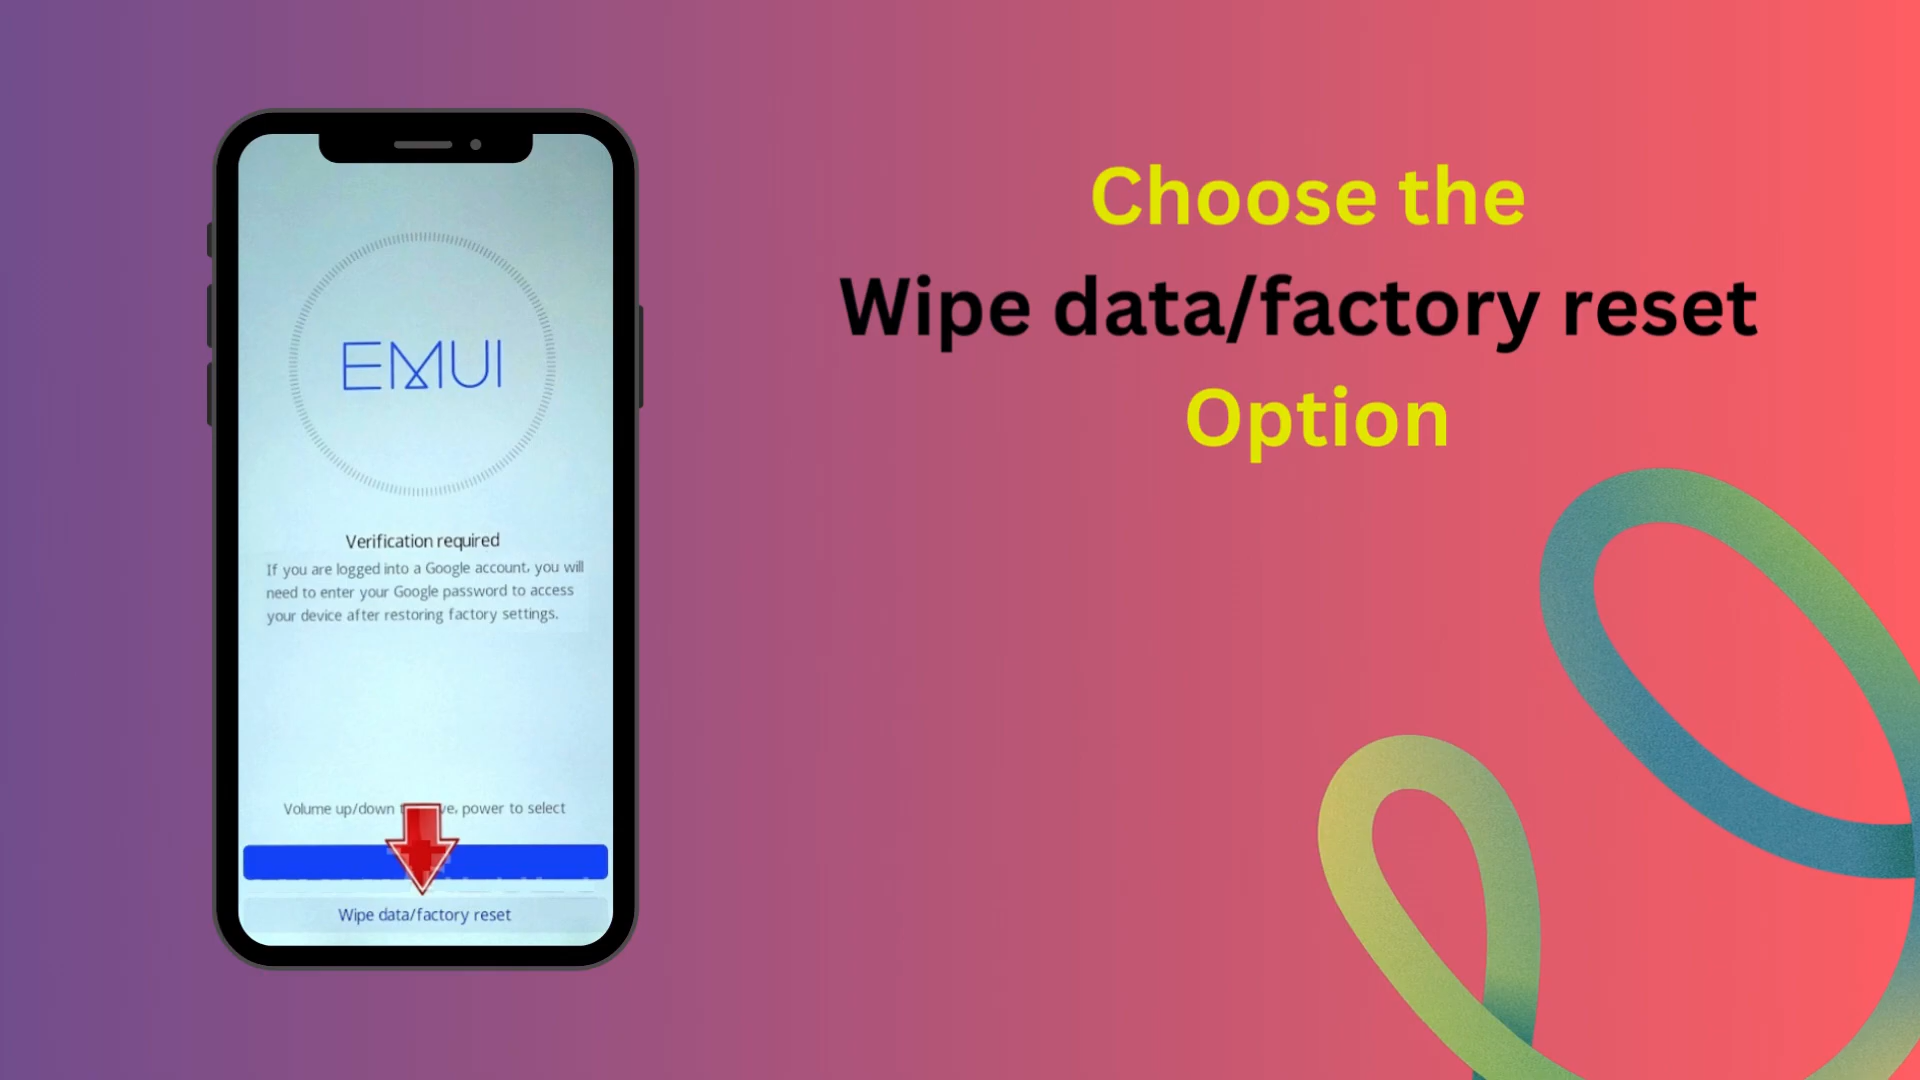 Choose the
Wipe data/factory reset
Option
EMUI
Verification required
If you are logged into a Google account, you will
need to enter your Google password to access
your device after restoring factory settings.
Volume up/down ve, power to select
Wipe data/factory reset